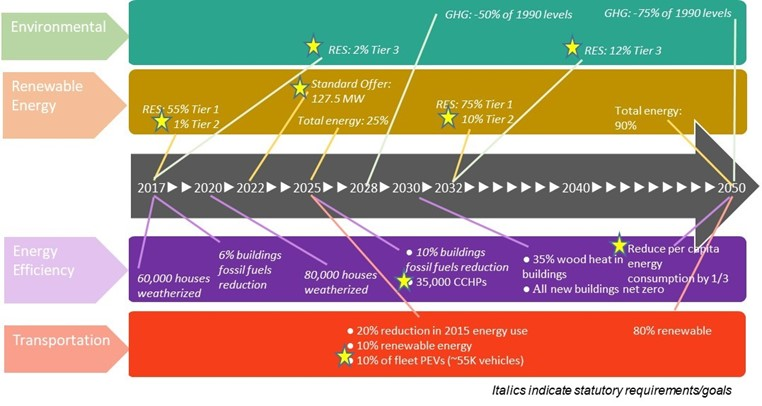 Environmental
GHG: -50% of 1990 levels
GHG: -75% of 1990 levels
RES: 2% Tier 3
RES: 12% Tier 3
Renewable
Energy
RES: 55% Tier 1
1% Tier 2
Standard Offer:
127.5 MW
Total energy: 25%
RES: 75% Tier 1
10% Tier 2
Total energy:
90%
2017 2020 2022 2025 2028 2030 2032 2040 2050
Energy
Efficiency
60,000 houses
weatherized
6% buildings
fossil fuels
reduction
80,000 houses
weatherized
● 10% buildings
fossil fuels reduction
● 35,000 CCHPs
● 35% wood heat in
buildings
● All new buildings net zero
Reduce per capita
energy
consumption by 1/3
Transportation
● 20% reduction in 2015 energy use
● 10% renewable energy
● 10% of fleet PEVs (~55K vehicles)
80% renewable
Italics indicate statutory requirements/goals